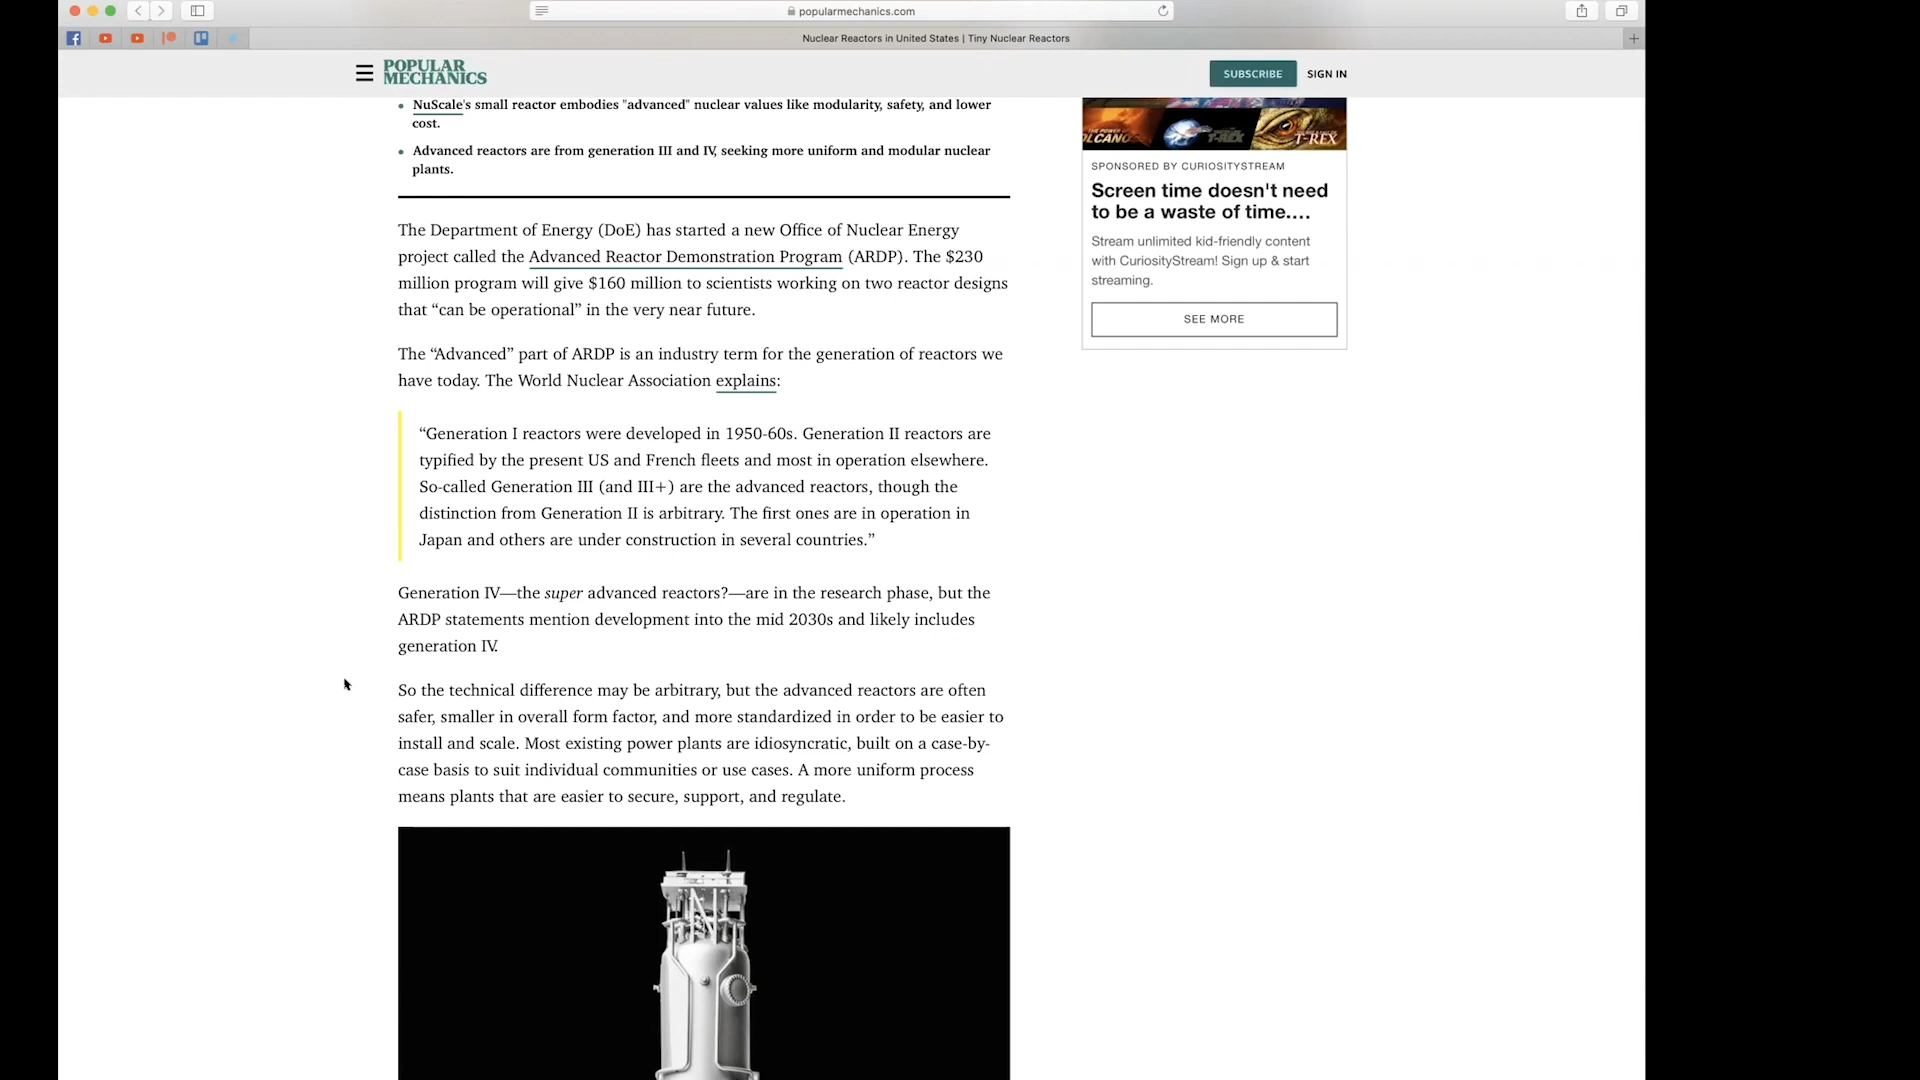 popularmechanics.com
Nuclear Reactors in United States | Tiny Nuclear Reactors
POPULAR
MECHANICS
SUBSCRIBE
SIGN IN
NuScale's small reactor embodies "advanced" nuclear values like modularity, safety, and lower
cost.
Advanced reactors are from generation III and IV, seeking more uniform and modular nuclear
plants.
The Department of Energy (DoE) has started a new Office of Nuclear Energy
project called the Advanced Reactor Demonstration Program (ARDP). The $230
million program will give $160 million to scientists working on two reactor designs
that “can be operational” in the very near future.
The “Advanced” part of ARDP is an industry term for the generation of reactors we
have today. The World Nuclear Association explains:
“Generation I reactors were developed in 1950-60s. Generation II reactors are
typified by the present US and French fleets and most in operation elsewhere.
So-called Generation III (and III+) are the advanced reactors, though the
distinction from Generation II is arbitrary. The first ones are in operation in
Japan and others are under construction in several countries.”
Generation IV—the super advanced reactors?—are in the research phase, but the
ARDP statements mention development into the mid 2030s and likely includes
generation IV.
So the technical difference may be arbitrary, but the advanced reactors are often
safer, smaller in overall form factor, and more standardized in order to be easier to
install and scale. Most existing power plants are idiosyncratic, built on a case-by-
case basis to suit individual communities or use cases. A more uniform process
means plants that are easier to secure, support, and regulate.
T-REX
SPONSORED BY CURIOSITYSTREAM
Screen time doesn't need
to be a waste of time....
Stream unlimited kid-friendly content
with CuriosityStream! Sign up & start
streaming.
SEE MORE